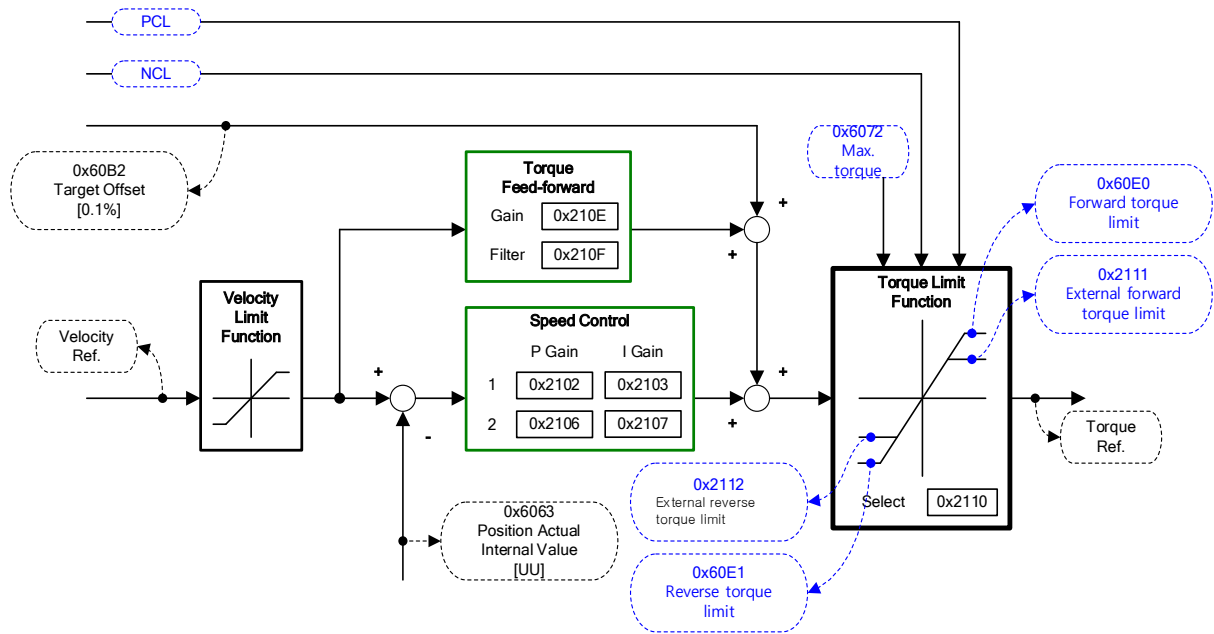 PCL
NCL
0x60B2
Target Offset
[0.1%]
0x6072
Max.
torque
0x60E0
Forward torque
limit
0x2111
External forward
torque limit
Torque
Feed-forward
Gain 0x210E
Filter 0x210F
+
+
Velocity
Ref.
Velocity
Limit
Function
+
-
Speed Control
P Gain I Gain
1 0x2102 0x2103
2 0x2106 0x2107
+
+
Torque Limit
Function
Select 0x2110
Torque
Ref.
0x2112
External reverse
torque limit
0x6063
Position Actual
Internal Value
[UU]
0x60E1
Reverse torque
limit